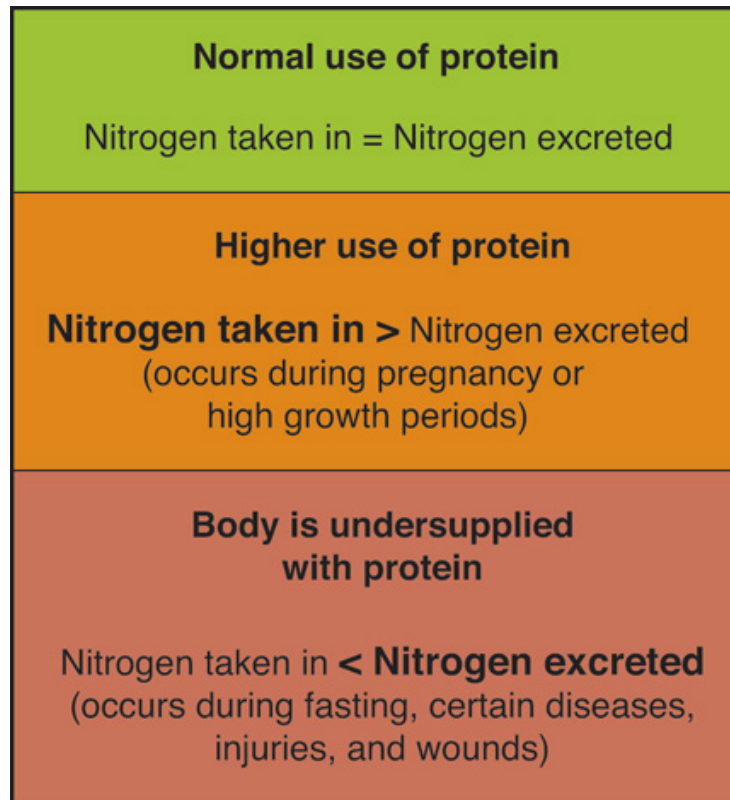 Normal use of protein
Nitrogen taken in = Nitrogen excreted
Higher use of protein
Nitrogen taken in > Nitrogen excreted
(occurs during pregnancy or
high growth periods)
Body is undersupplied
with protein
Nitrogen taken in < Nitrogen excreted
(occurs during fasting, certain diseases,
injuries, and wounds)